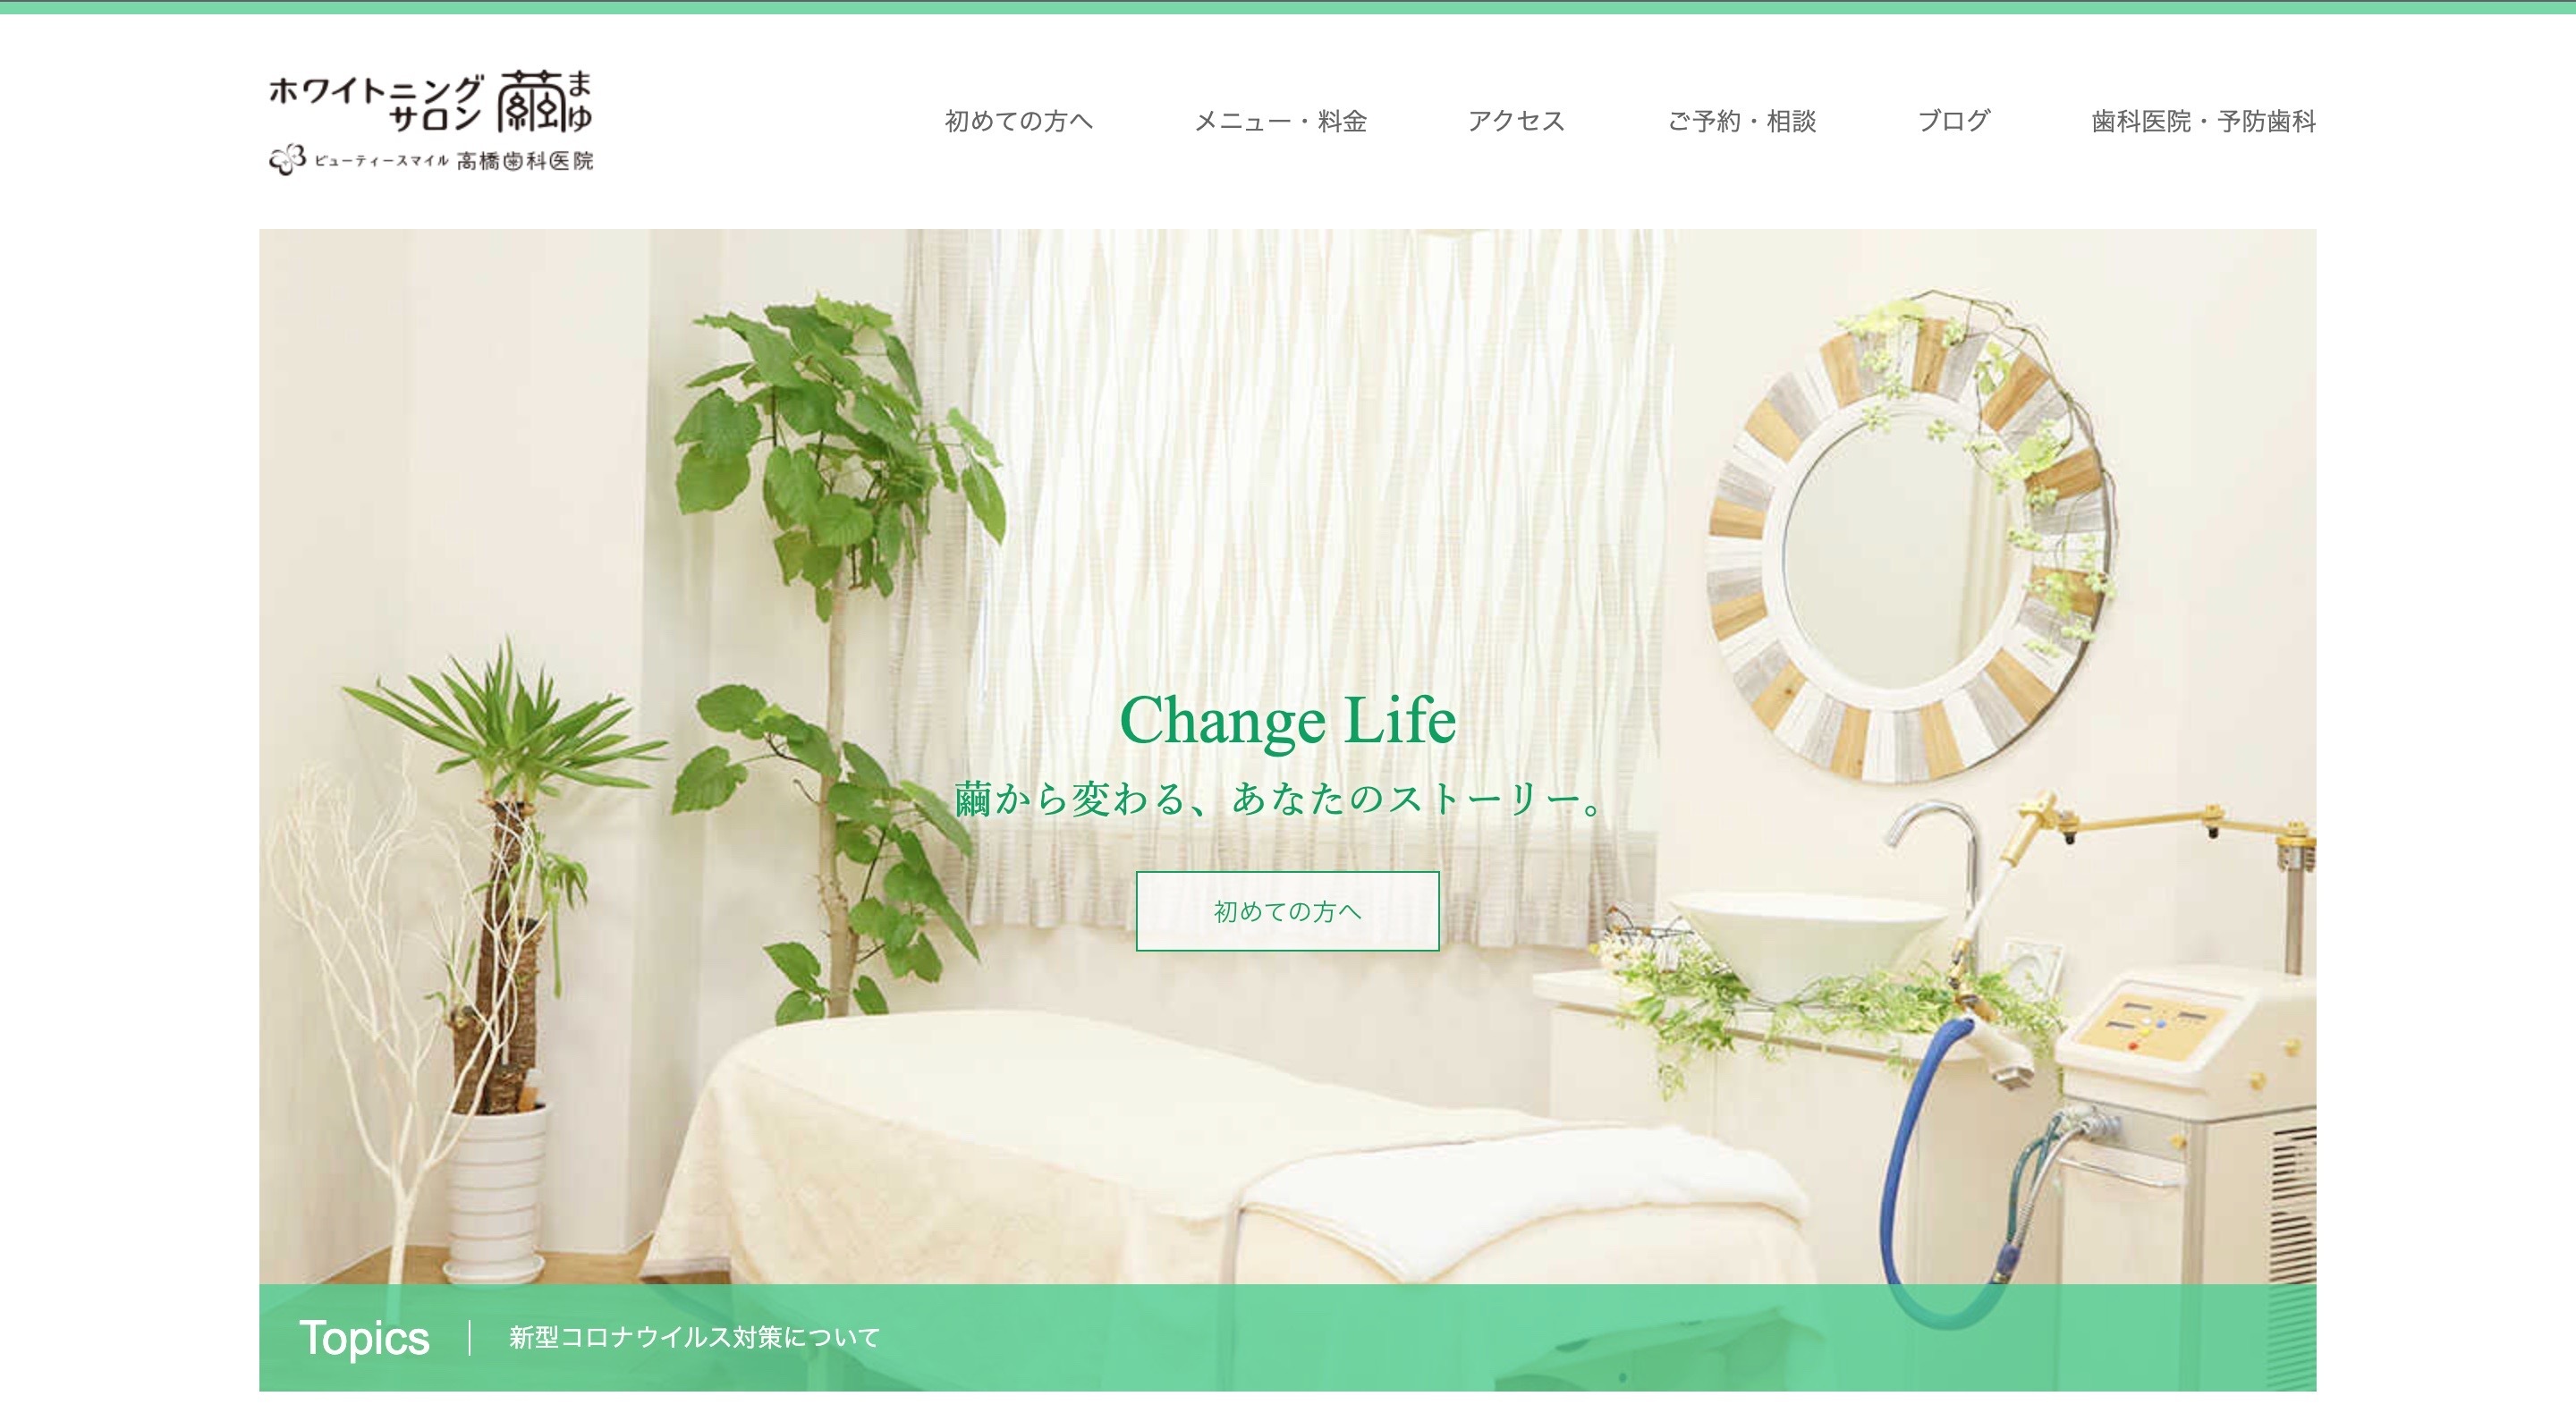 ホワイトニング
サロン
繭
まゆ
ビューティースマイル 高橋歯科医院
初めての方へ
メニュー・料金
アクセス
ご予約・相談
ブログ
歯科医院・予防歯科
Change Life
繭から変わる、あなたのストーリー。
初めての方へ
Topics
新型コロナウイルス対策について